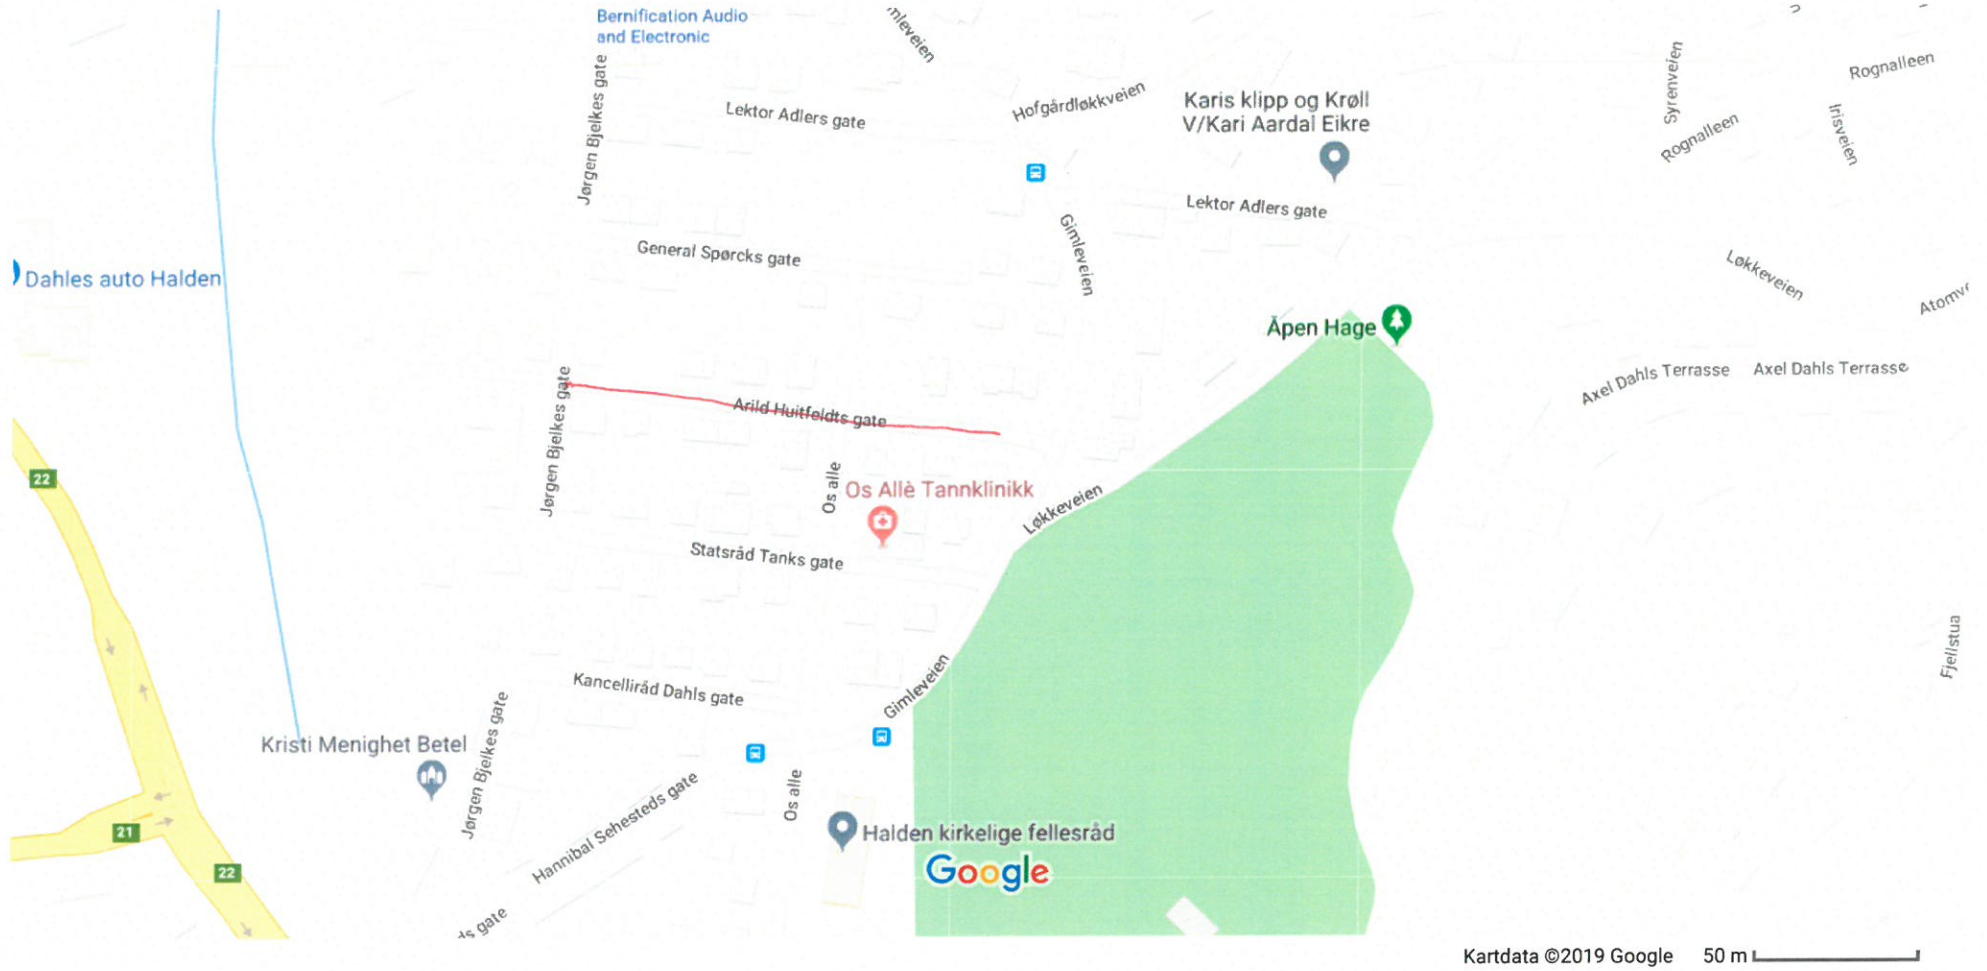 Bernification Audio
and Electronic
mleveien
Jørgen Bjelkes gate
Lektor Adlers gate
Hofgårdløkkveien
Karis klipp og Krøll
V/Kari Aardal Eikre
Syrenveien
Rognalleen
Rognalleen
Irisveien
Lektor Adlers gate
Gimleveien
General Spørcks gate
Dahles auto Halden
Løkkeveien
Åpen Hage
Axel Dahls Terrasse
Axel Dahls Terrasse
Jørgen Bjelkes gate
Arild Huitfeldts gate
22
Os alle
Os Allè Tannklinikk
Løkkeveien
Statsråd Tanks gate
Fjellstua
Gimleveien
Kancelliråd Dahls gate
Jørgen Bjelkes gate
Kristi Menighet Betel
Os alle
Hannibal Sehesteds gate
21
Halden kirkelige fellesråd
22
Google
ds gate
Kartdata ©2019 Google 50 m